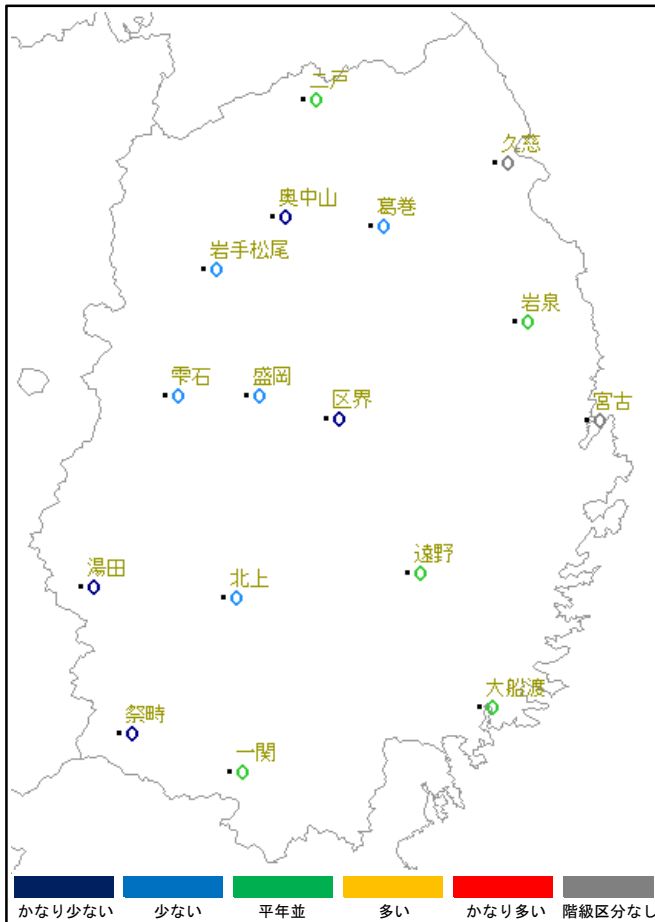 二戸
久慈
奥中山
葛巻
岩手松尾
岩泉
雫石
盛岡
区界
宮古
湯田
北上
遠野
大船渡
祭畤
一関
かなり少ない
少ない
平年並
多い
かなり多い
階級区分なし